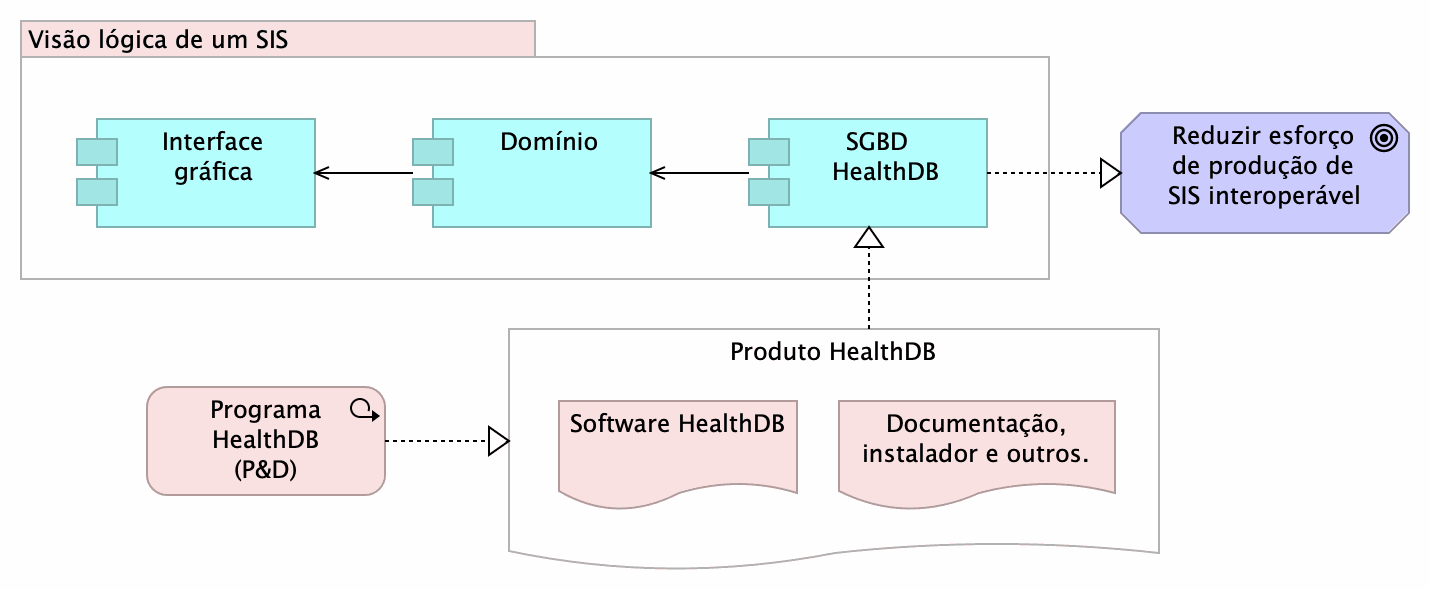 Visão lógica de um SIS
Interface
gráfica
Domínio
SGBD
HealthDB
Reduzir esforço
de produção de
SIS interoperável
Produto HealthDB
Programa
HealthDB
(P&D)
Software HealthDB
Documentação,
instalador e outros.